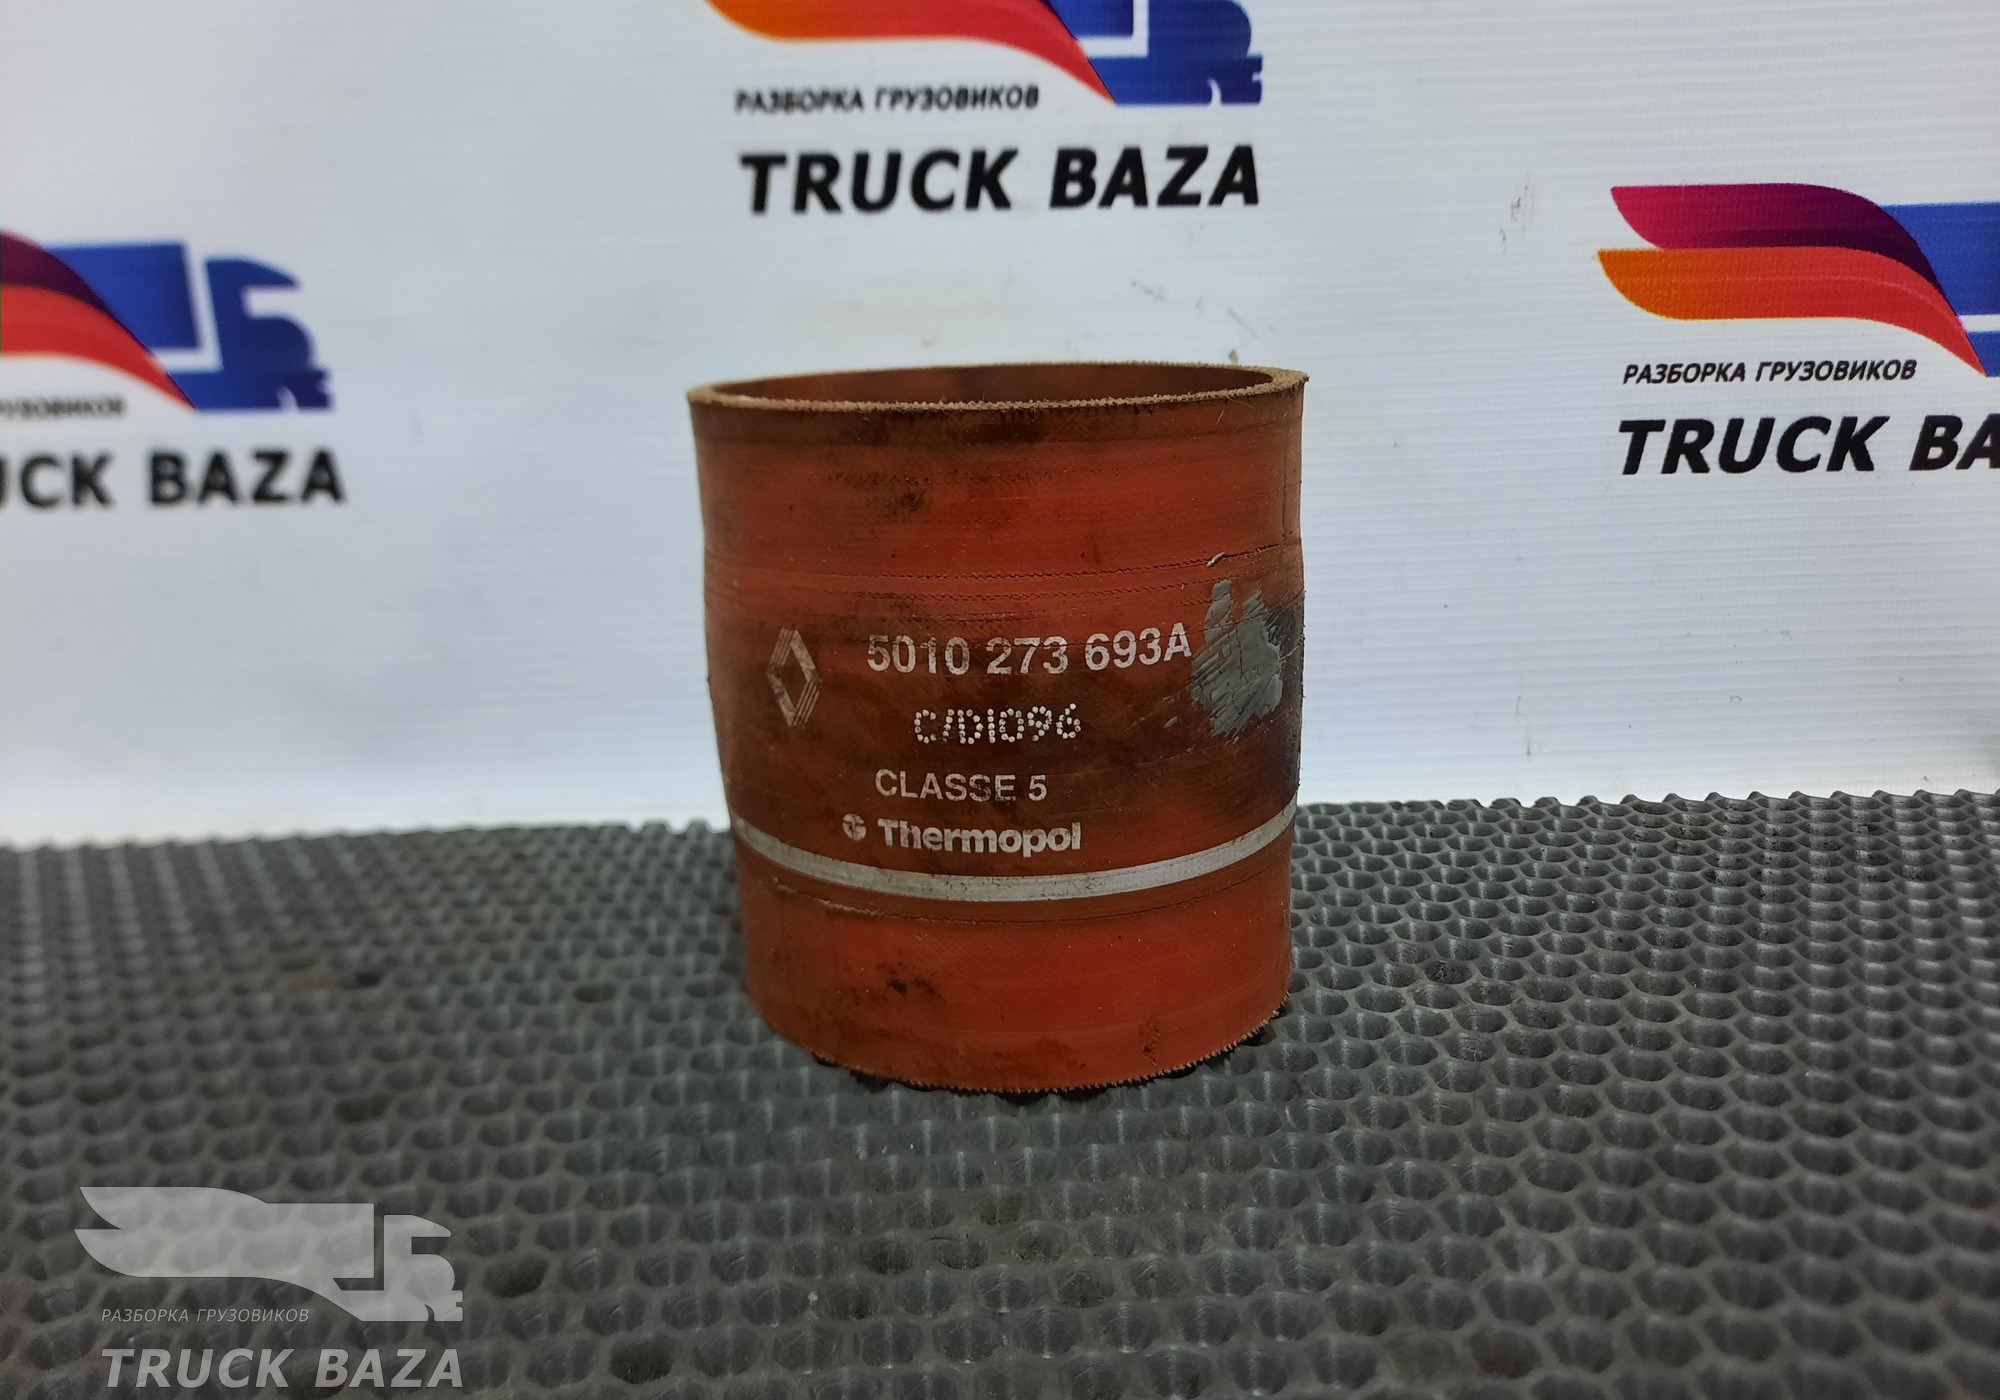 РАЗБОРКА ГРУЗОВИКОВ
TRUCK BAZA
РАЗБОРКА ГРУЗОВИКОВ
TRUCK BA
УЗОВИКОВ
UCK BAZA
5010 273 693A
C/D1096
CLASSE 5
Thermopol
РАЗБОРКА ГРУЗОВИКОВ
TRUCK BAZA